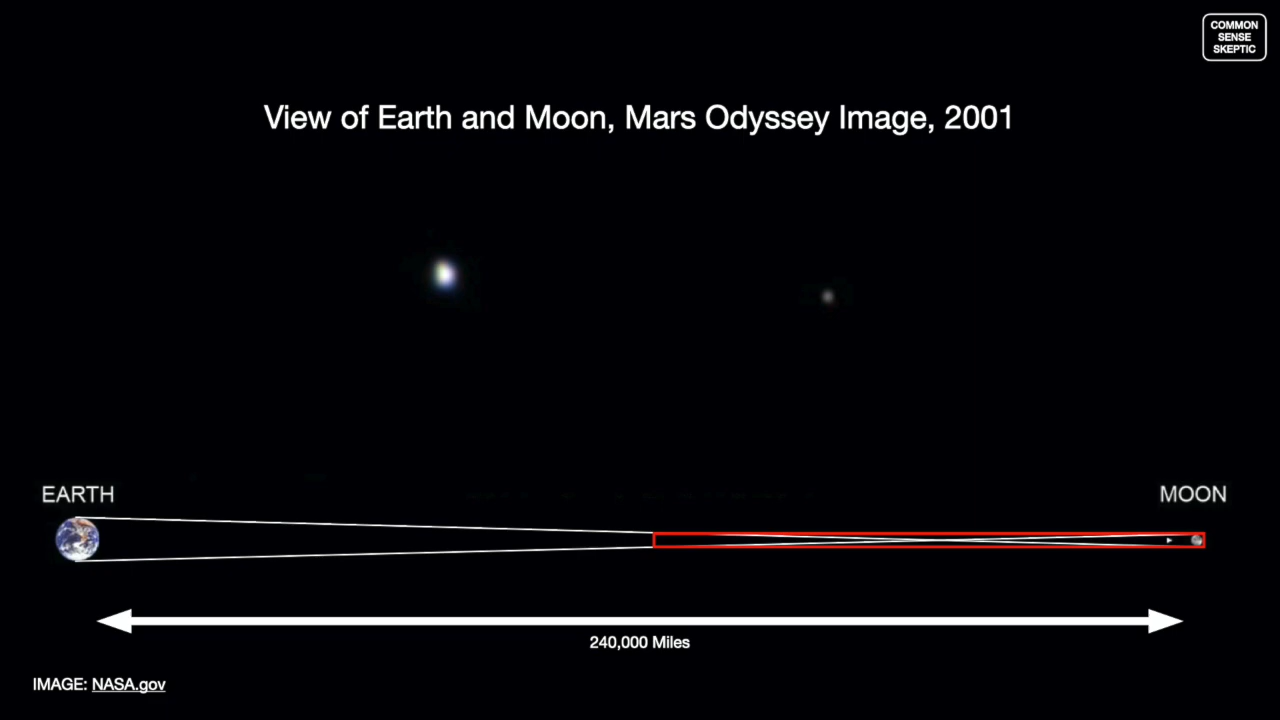 COMMON
SENSE
SKEPTIC
View of Earth and Moon, Mars Odyssey Image, 2001
EARTH
MOON
240,000 Miles
IMAGE: NASA.gov